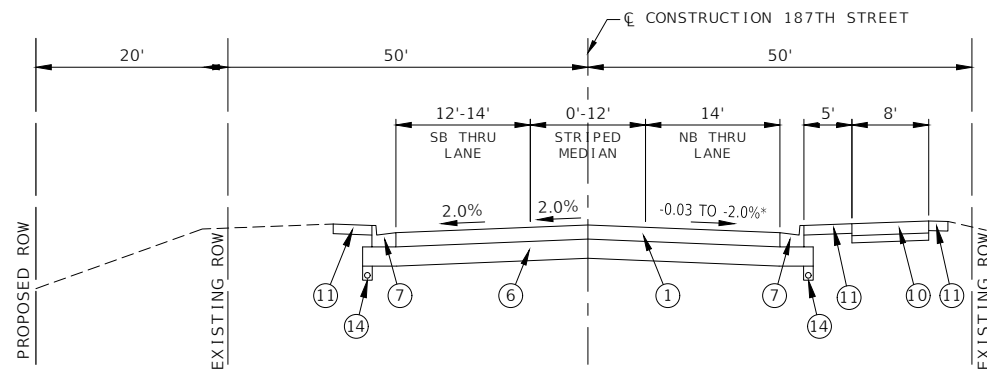 ℄ CONSTRUCTION 187TH STREET
20'
50'
50'
12'-14'
0'-12'
14'
5'
8'
SB THRU
LANE
STRIPED
MEDIAN
NB THRU
LANE
2.0%
2.0%
-0.03 TO -2.0%*
PROPOSED ROW
EXISTING ROW
EXISTING ROW
11
7
6
1
7
11
10
11
14
14